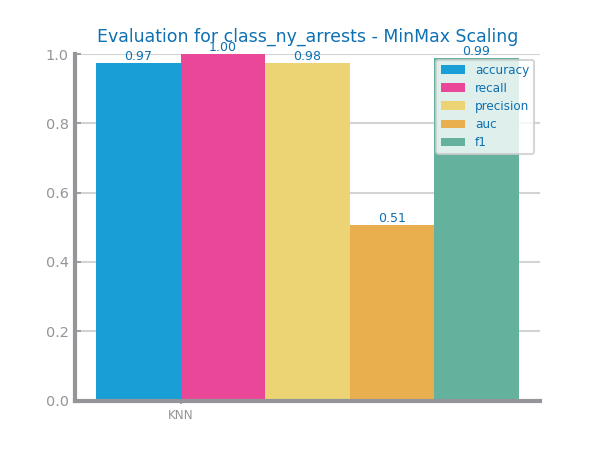 Evaluation for class_ny_arrests - MinMax Scaling
1.0
0.8
0.6
0.4
0.2
0.0
0.97
1.00
0.98
0.51
0.99
accuracy
recall
precision
auc
f1
KNN